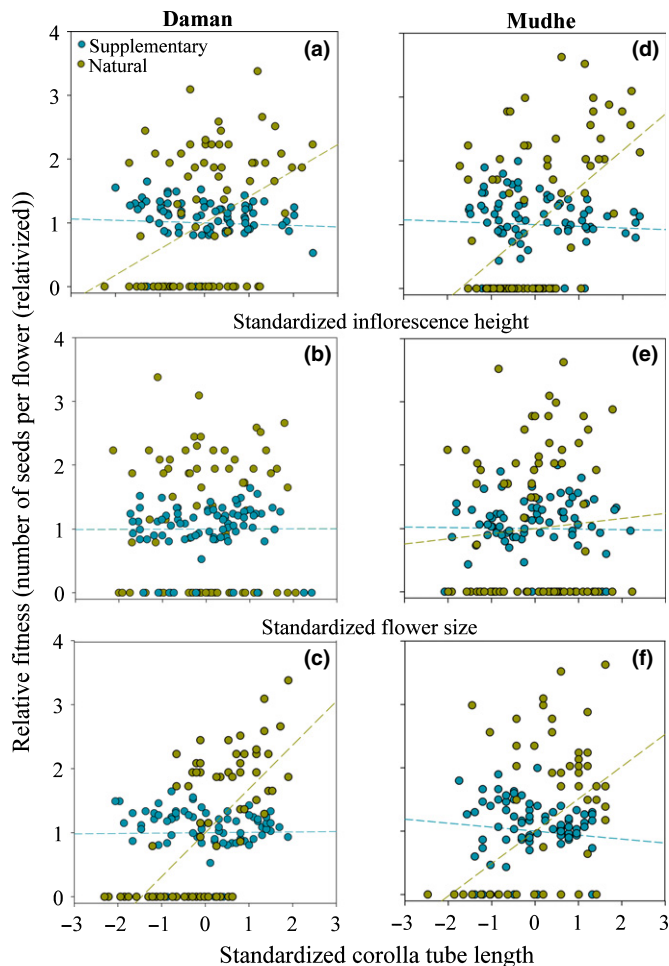 Daman
Mudhe
4
3
2
1
0
(a)
Supplementary
Natural
(d)
Standardized inflorescence height
4
3
2
1
0
(b)
(e)
Standardized flower size
4
3
2
1
0
(c)
(f)
−3 −2 −1 0 1 2 3
−3 −2 −1 0 1 2 3
Standardized corolla tube length
Relative fitness (number of seeds per flower (relativized))